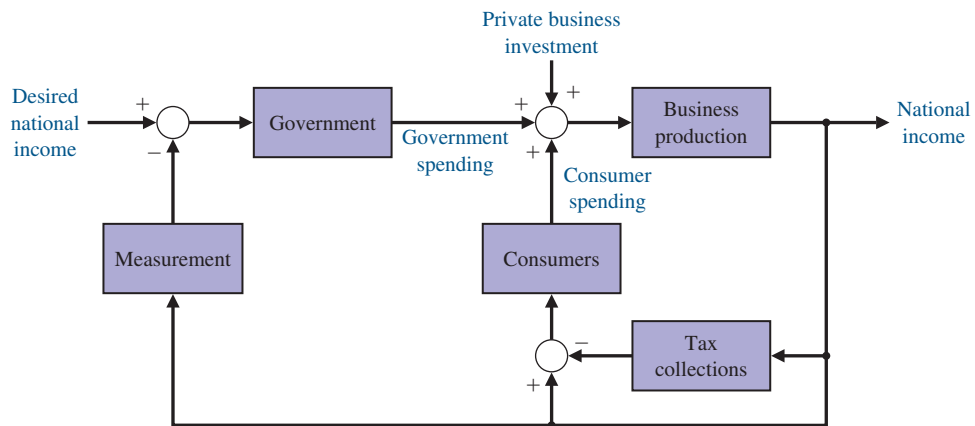 Private business
investment
Desired
national
income
+
−
Government
Government
spending
+
+
+
Business
production
National
income
Consumer
spending
Measurement
Consumers
−
+
Tax
collections